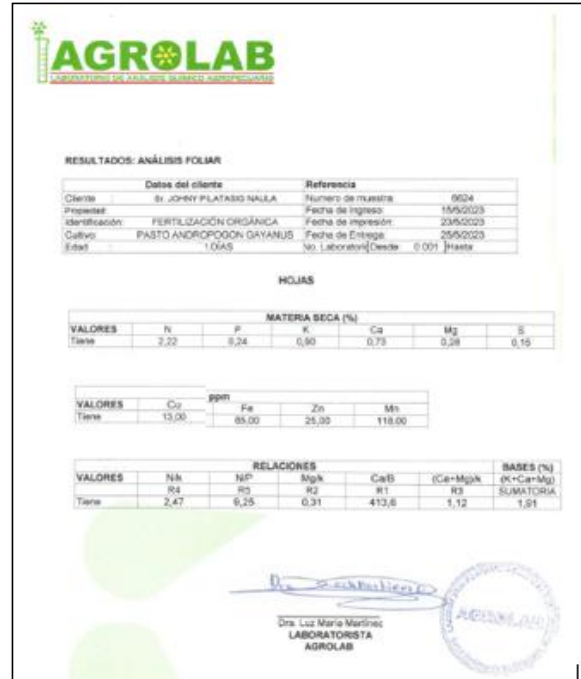 AGROLAB
LABORATORIO DE ANÁLISIS QUÍMICO AGROPECUARIO
RESULTADOS: ANÁLISIS FOLIAR
Datos del cliente Referencia
Cliente : Sr. JOHNY PILATASIG NAULA Numero de muestra: 6624
Propiedad: Fecha de Ingreso: 15/5/2023
Identificación: FERTILIZACIÓN ORGÁNICA Fecha de impresión: 23/5/2023
Cultivo: PASTO ANDROPOGON GAYANUS Fecha de Entrega: 25/5/2023
Edad : 1 DÍAS No. Laboratorio Desde 0.001 Hasta
HOJAS
MATERIA SECA (%)
VALORES N P K Ca Mg S
Tiene 2,22 0,24 0,90 0,73 0,28 0,15
ppm
VALORES Cu Fe Zn Mn
Tiene 13,00 65,00 25,00 118,00
RELACIONES BASES (%)
VALORES N/k N/P Mg/k Ca/B (Ca+Mg)/k (K+Ca+Mg)
R4 R5 R2 R1 R3 SUMATORIA
Tiene 2,47 9,25 0,31 413,6 1,12 1,91
Dra. Luz María Martínez
LABORATORISTA
AGROLAB
AGROLAB